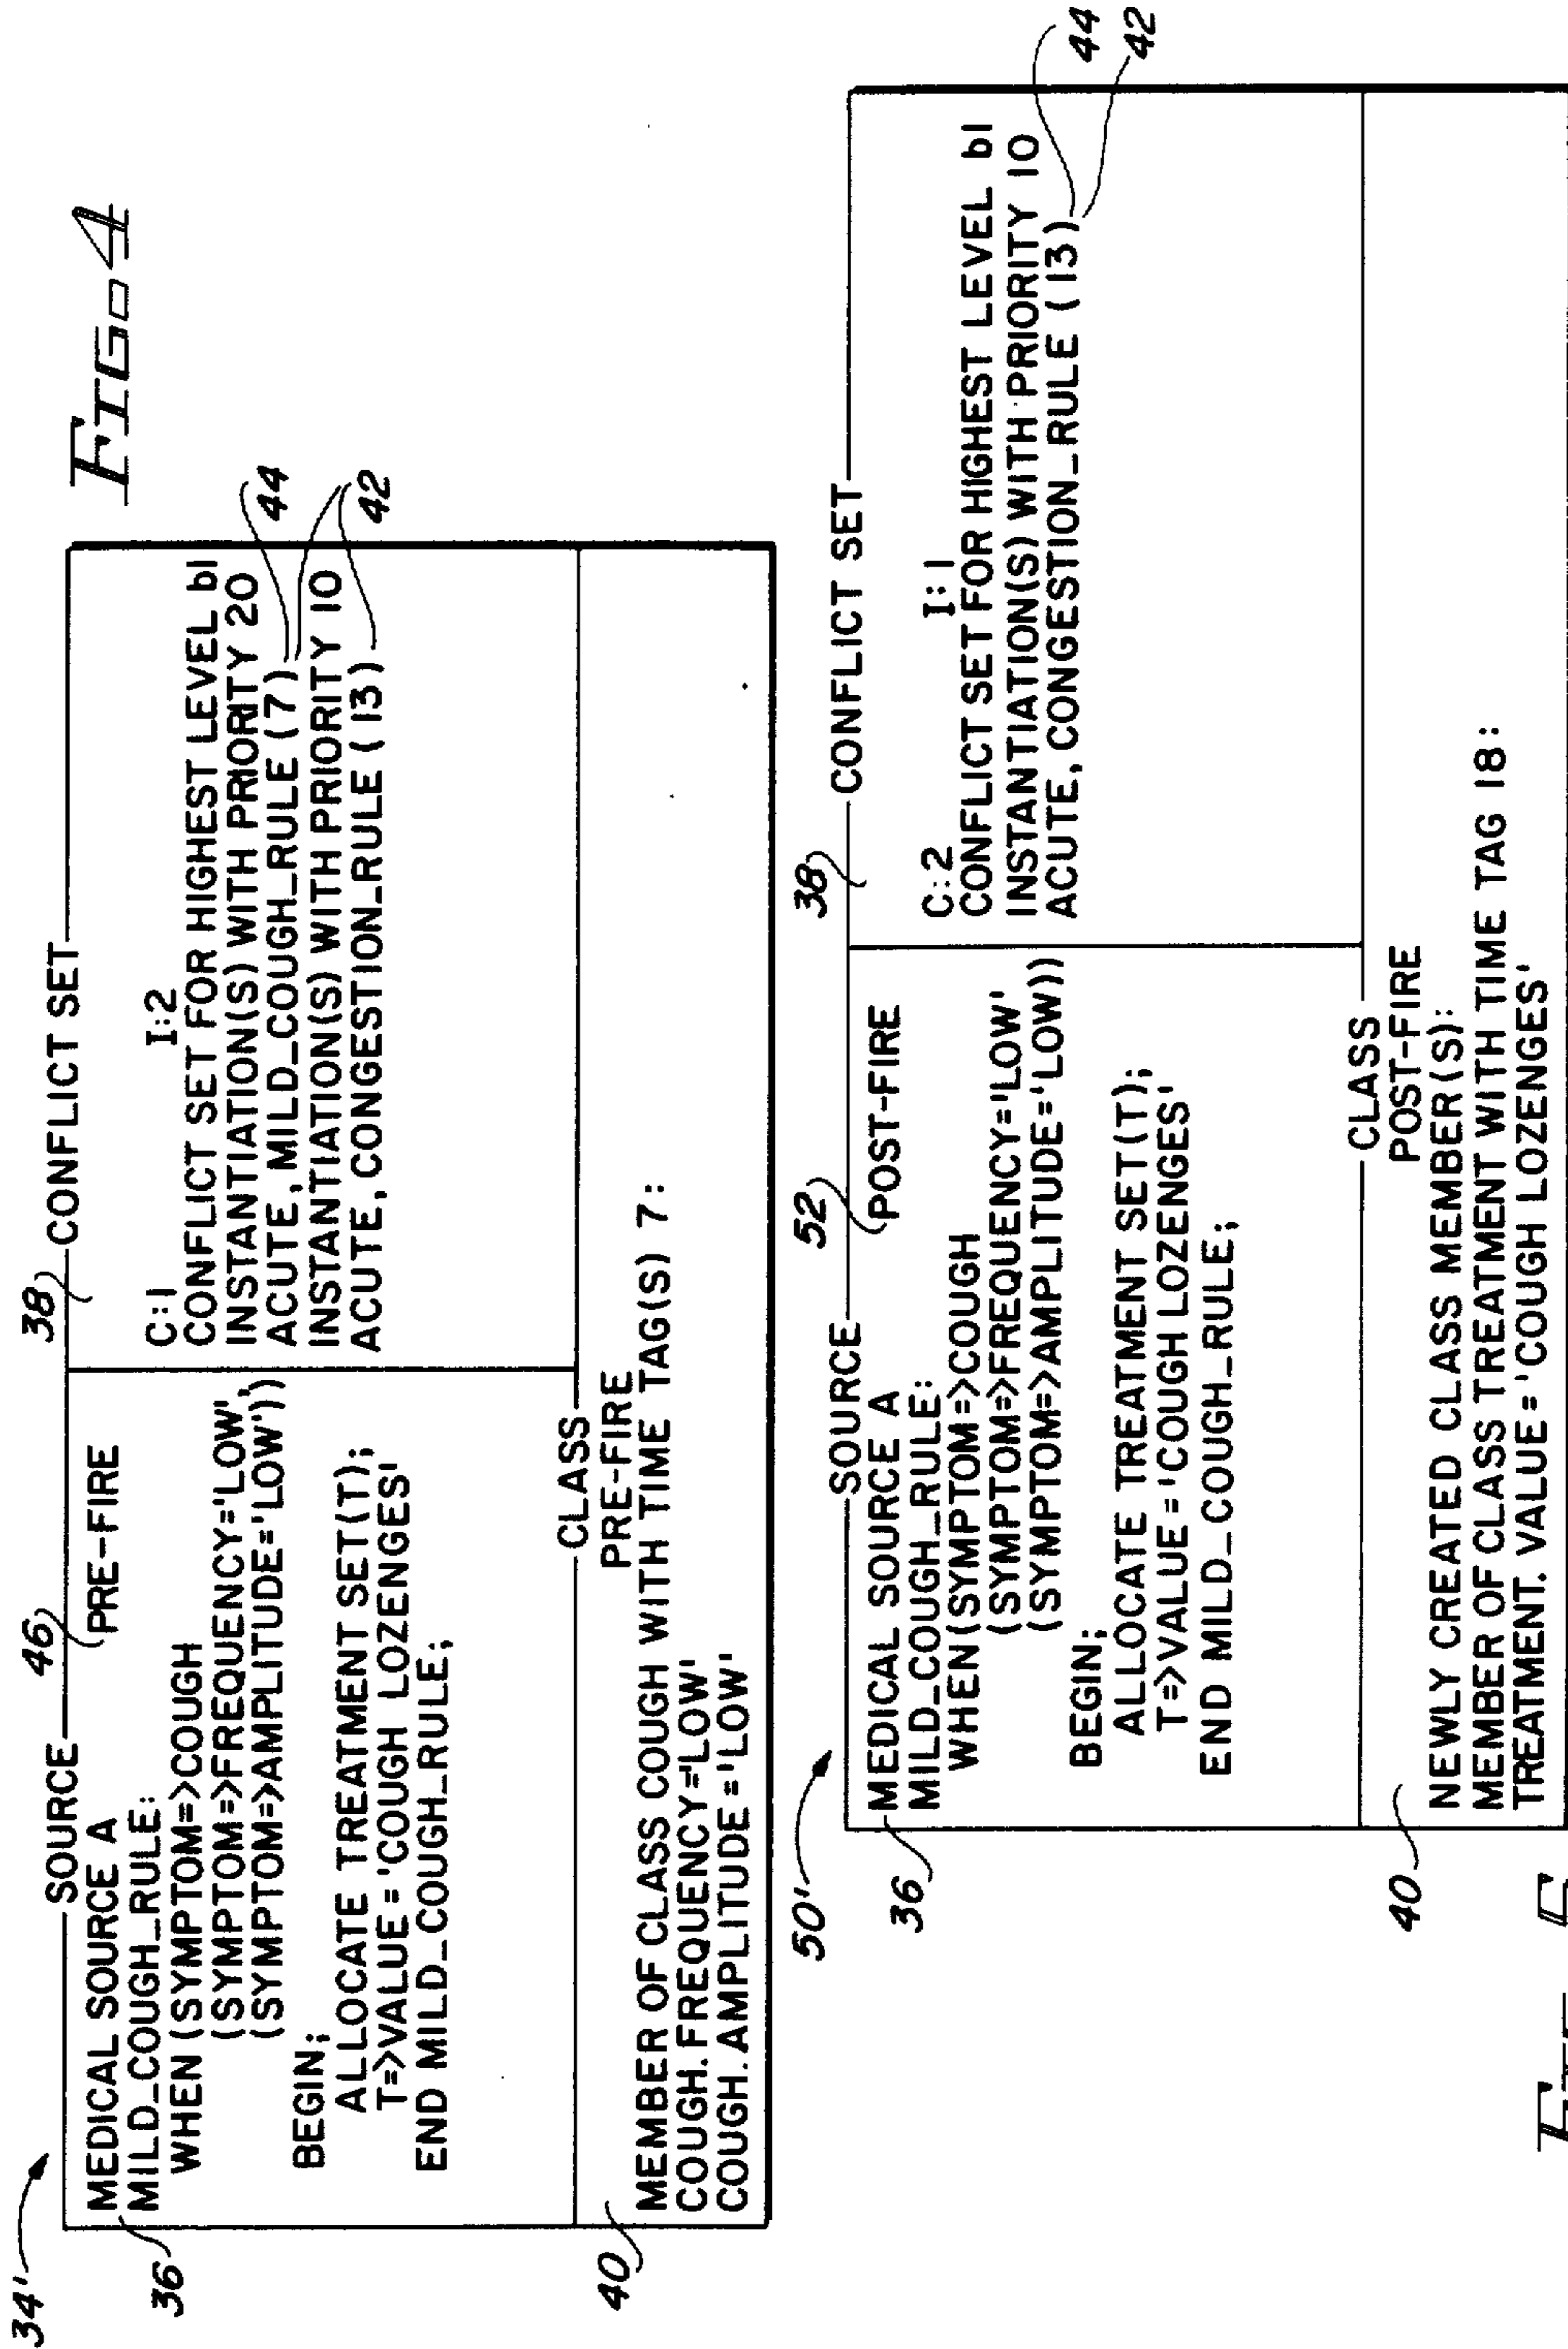 FIG-4
34'
SOURCE
46
PRE-FIRE
38
CONFLICT SET
36
MEDICAL SOURCE A
MILD_COUGH_RULE:
WHEN (SYMPTOM=>COUGH
(SYMPTOM=>FREQUENCY='LOW',
(SYMPTOM=>AMPLITUDE='LOW'))
BEGIN;
ALLOCATE TREATMENT SET(T);
T=>VALUE = 'COUGH LOZENGES'
END MILD_COUGH_RULE;
C:1 I:2
CONFLICT SET FOR HIGHEST LEVEL b1
INSTANTIATION(S) WITH PRIORITY 20
ACUTE, MILD_COUGH_RULE (7)
INSTANTIATION(S) WITH PRIORITY 10
ACUTE, CONGESTION_RULE (13)
44
42
CLASS
PRE-FIRE
40
MEMBER OF CLASS COUGH WITH TIME TAG(S) 7:
COUGH.FREQUENCY='LOW'
COUGH.AMPLITUDE='LOW'
50'
SOURCE
52
POST-FIRE
38
CONFLICT SET
36
MEDICAL SOURCE A
MILD_COUGH_RULE:
WHEN(SYMPTOM=>COUGH
(SYMPTOM=>FREQUENCY='LOW'
(SYMPTOM=>AMPLITUDE='LOW))
BEGIN;
ALLOCATE TREATMENT SET(T);
T=>VALUE = 'COUGH LOZENGES'
END MILD_COUGH_RULE;
C:2 I:1
CONFLICT SET FOR HIGHEST LEVEL b1
INSTANTIATION(S) WITH PRIORITY 10
ACUTE, CONGESTION_RULE (13)
44
42
CLASS
POST-FIRE
40
NEWLY CREATED CLASS MEMBER(S):
MEMBER OF CLASS TREATMENT WITH TIME TAG 18:
TREATMENT. VALUE = 'COUGH LOZENGES'